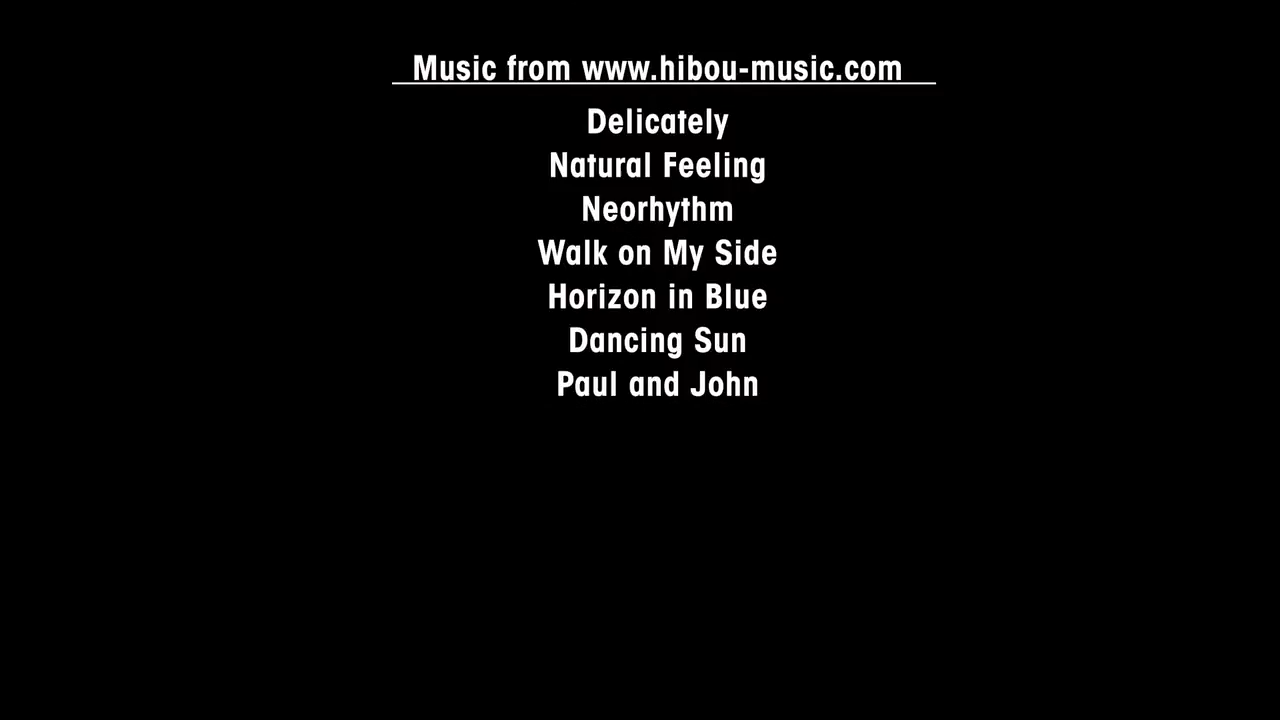 Music from www.hibou-music.com
Delicately
Natural Feeling
Neorhythm
Walk on My Side
Horizon in Blue
Dancing Sun
Paul and John